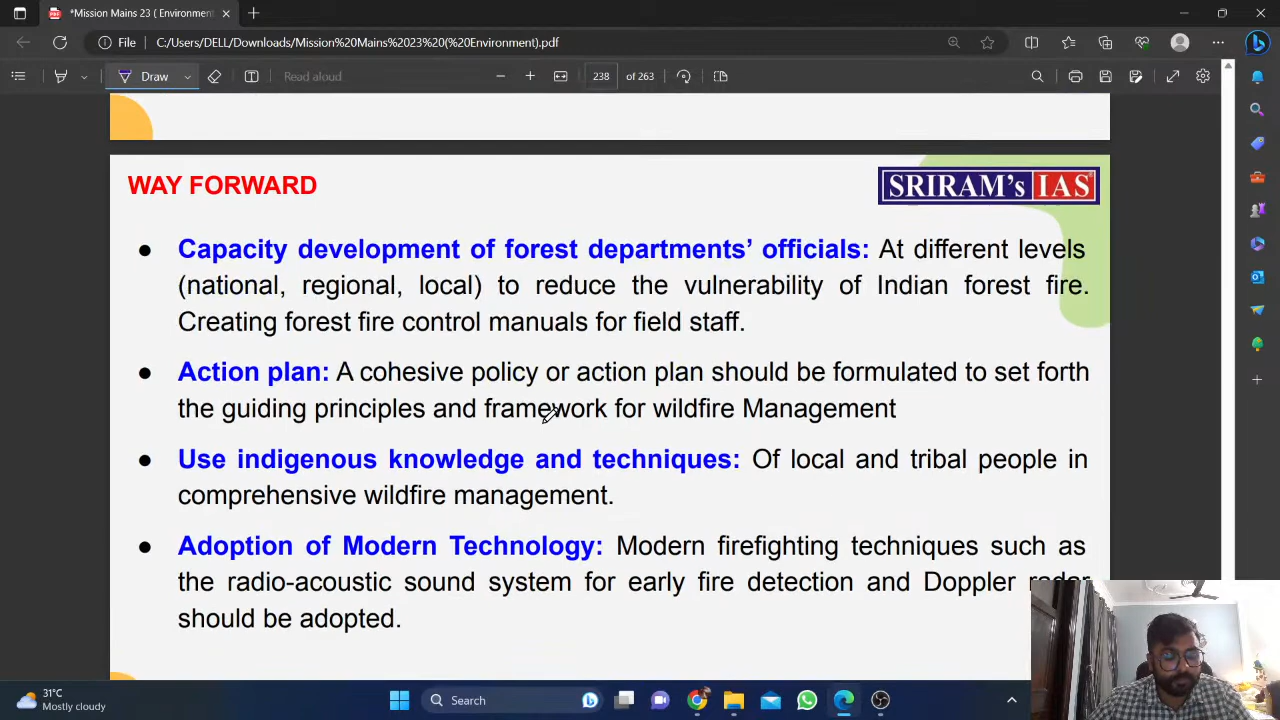 *Mission Mains 23 ( Environment
File
C:/Users/DELL/Downloads/Mission%20Mains%2023%20(%20Environment).pdf
Draw
Read aloud
238 of 263
WAY FORWARD
SRIRAM's IAS
● Capacity development of forest departments’ officials: At different levels
(national, regional, local) to reduce the vulnerability of Indian forest fire.
Creating forest fire control manuals for field staff.
● Action plan: A cohesive policy or action plan should be formulated to set forth
the guiding principles and framework for wildfire Management
● Use indigenous knowledge and techniques: Of local and tribal people in
comprehensive wildfire management.
● Adoption of Modern Technology: Modern firefighting techniques such as
the radio-acoustic sound system for early fire detection and Doppler radar
should be adopted.
31°C
Mostly cloudy
Search